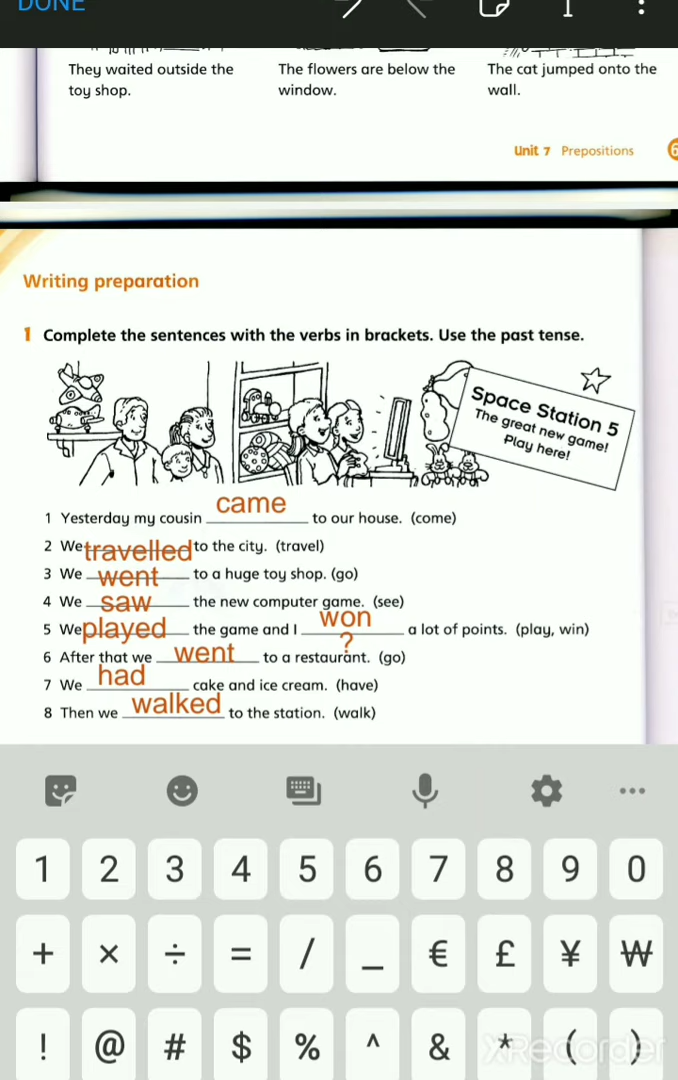 DONE
They waited outside the
toy shop.
The flowers are below the
window.
The cat jumped onto the
wall.
Unit 7 Prepositions
Writing preparation
1 Complete the sentences with the verbs in brackets. Use the past tense.
Space Station 5
The great new game!
Play here!
1 Yesterday my cousin came to our house. (come)
2 We travelled to the city. (travel)
3 We went to a huge toy shop. (go)
4 We saw the new computer game. (see)
5 We played the game and I won a lot of points. (play, win)
?
6 After that we went to a restaurant. (go)
7 We had cake and ice cream. (have)
8 Then we walked to the station. (walk)
1 2 3 4 5 6 7 8 9 0
+ × ÷ = / _ € £ ¥ ₩
! @ # $ % ^ & * ( )
XRecorder